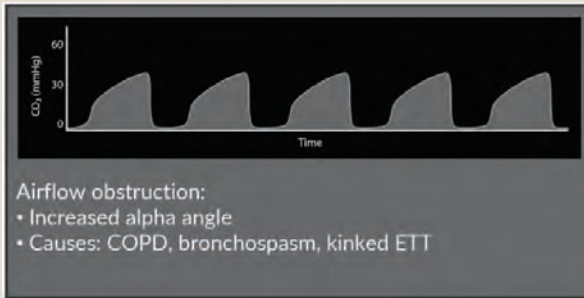 60
30
0
CO₂ (mmHg)
Time
Airflow obstruction:
• Increased alpha angle
• Causes: COPD, bronchospasm, kinked ETT